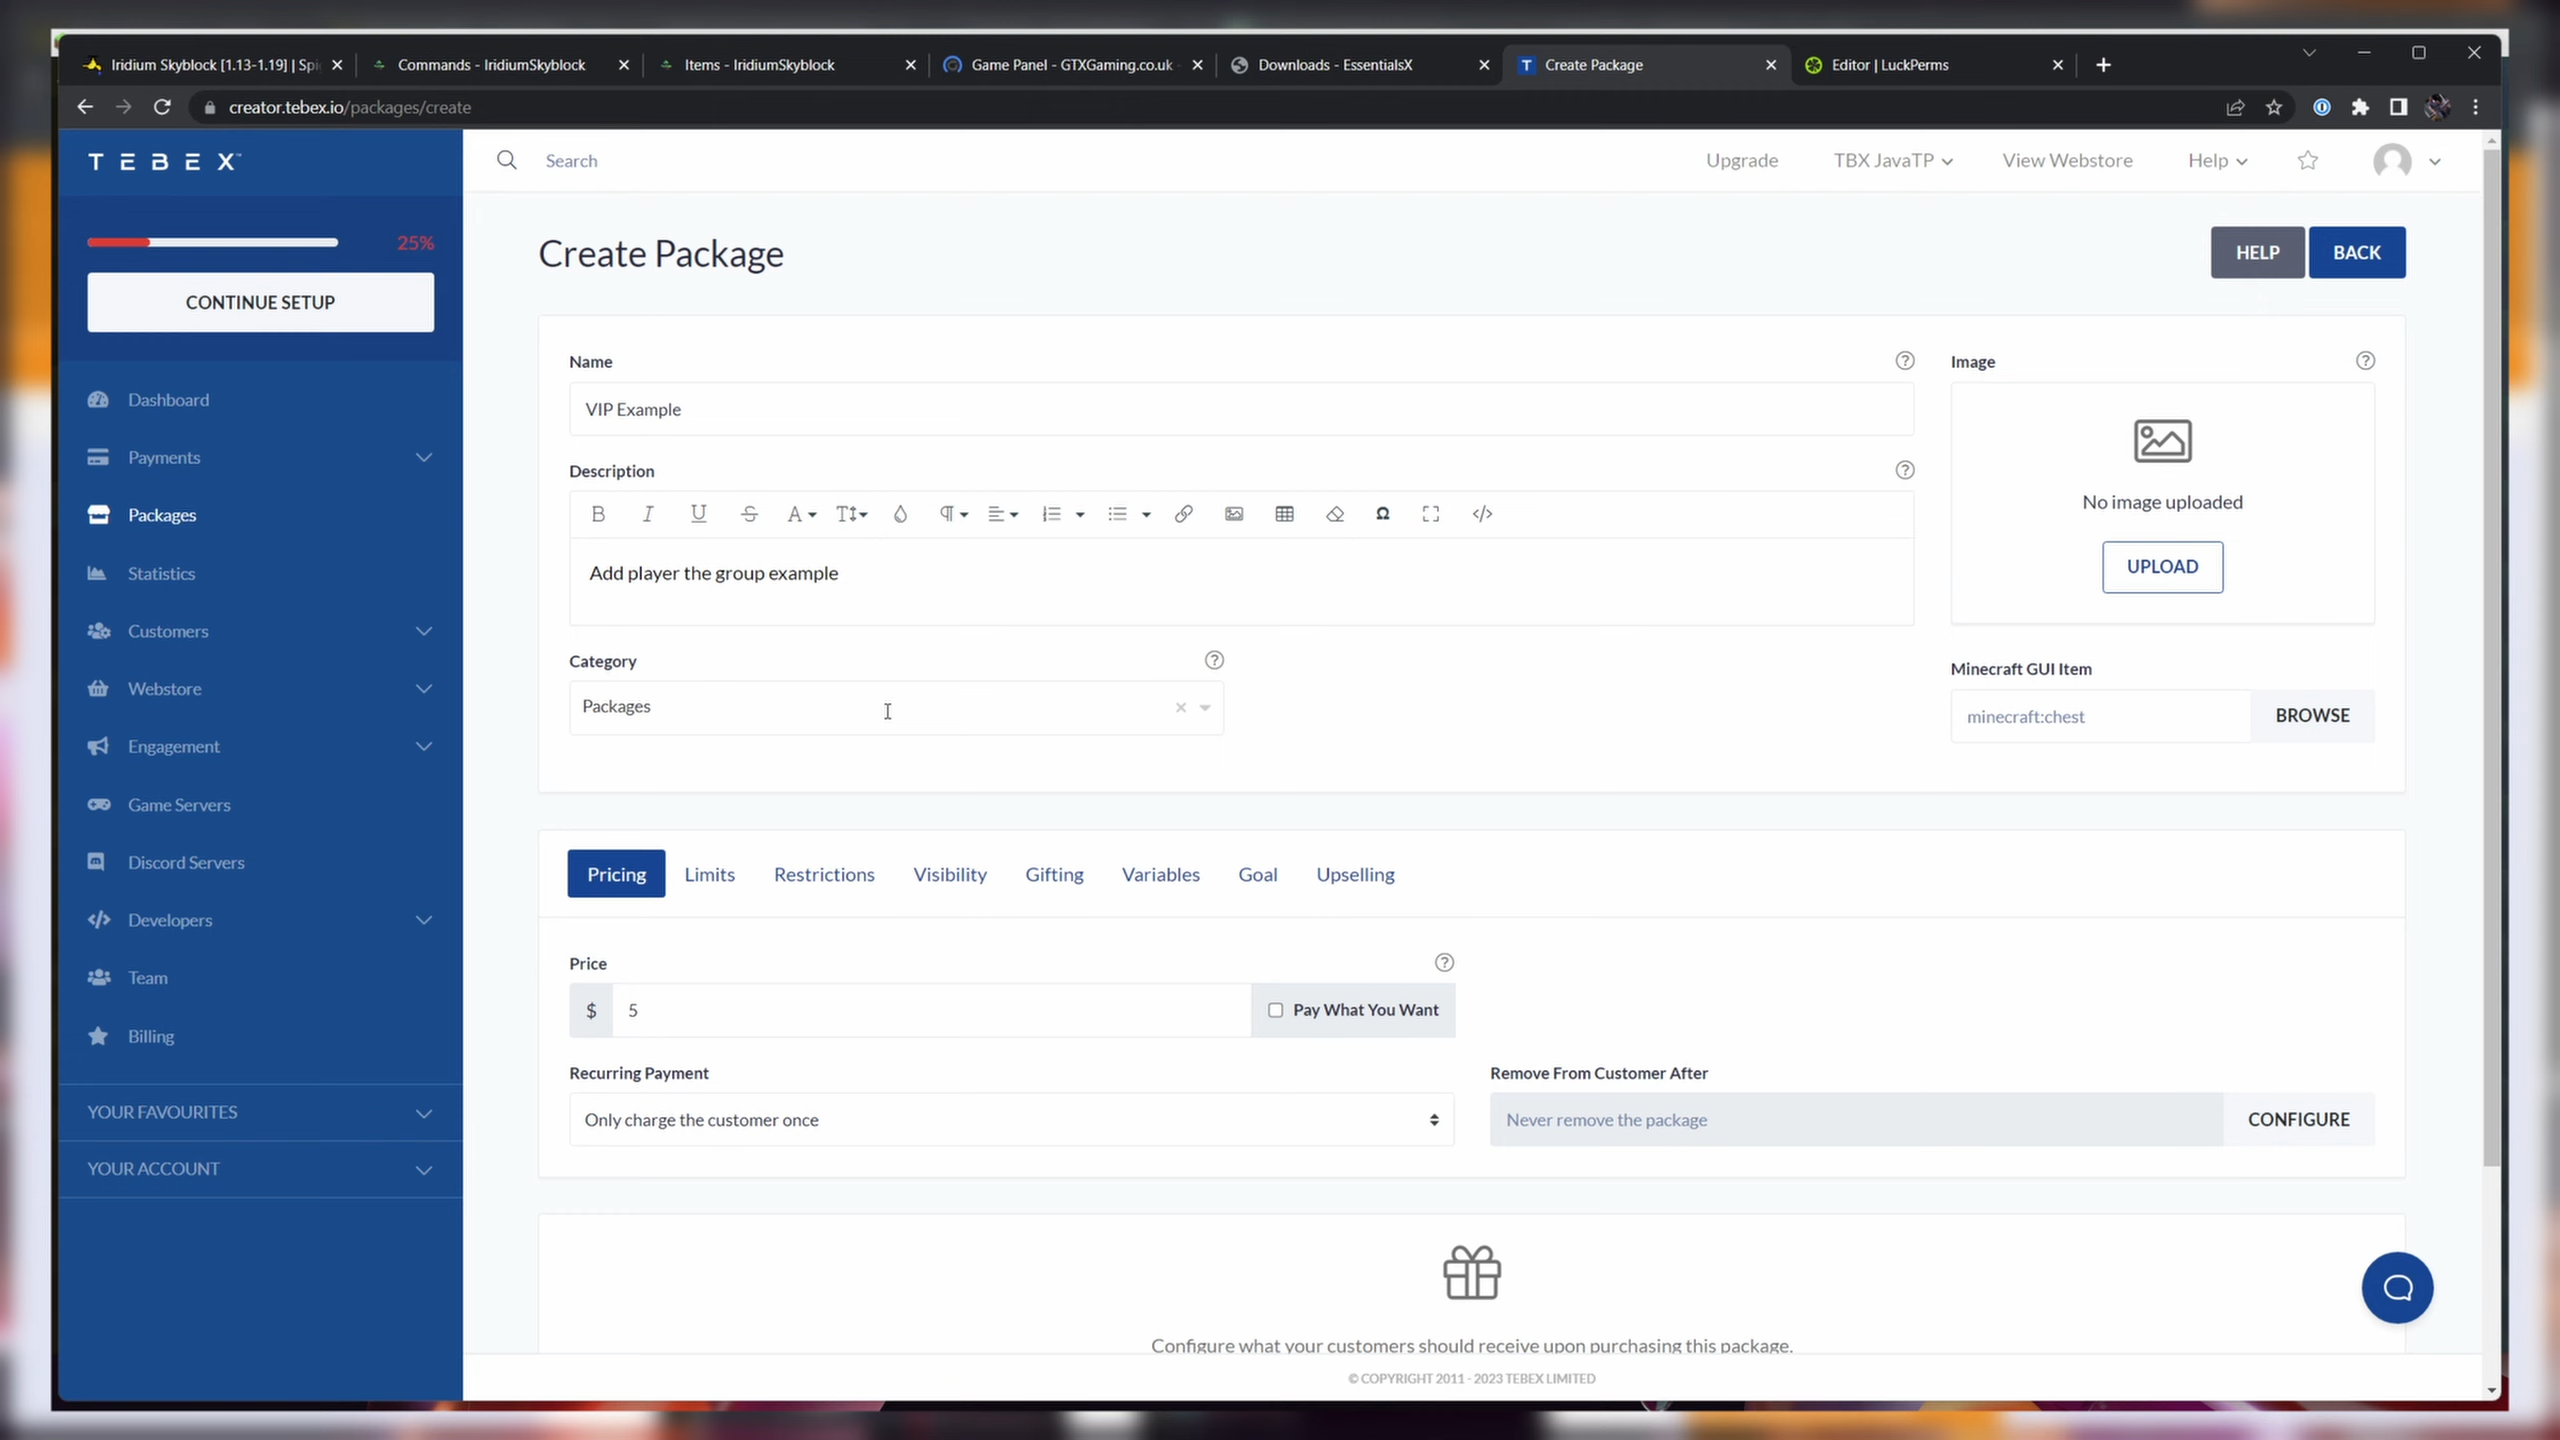 Iridium Skyblock [1.13-1.19] | Spi
Commands - IridiumSkyblock
Items - IridiumSkyblock
Game Panel - GTXGaming.co.uk -
Downloads - EssentialsX
T Create Package
Editor | LuckPerms
creator.tebex.io/packages/create
TEBEX
Search
Upgrade
TBX JavaTP
View Webstore
Help
25%
CONTINUE SETUP
Dashboard
Payments
Packages
Statistics
Customers
Webstore
Engagement
Game Servers
Discord Servers
Developers
Team
Billing
YOUR FAVOURITES
YOUR ACCOUNT
Create Package
HELP
BACK
Name
VIP Example
Description
Add player the group example
Category
Packages
Image
No image uploaded
UPLOAD
Minecraft GUI Item
minecraft:chest
BROWSE
Pricing
Limits
Restrictions
Visibility
Gifting
Variables
Goal
Upselling
Price
$ 5
Pay What You Want
Recurring Payment
Only charge the customer once
Remove From Customer After
Never remove the package
CONFIGURE
Configure what your customers should receive upon purchasing this package.
© COPYRIGHT 2011 - 2023 TEBEX LIMITED